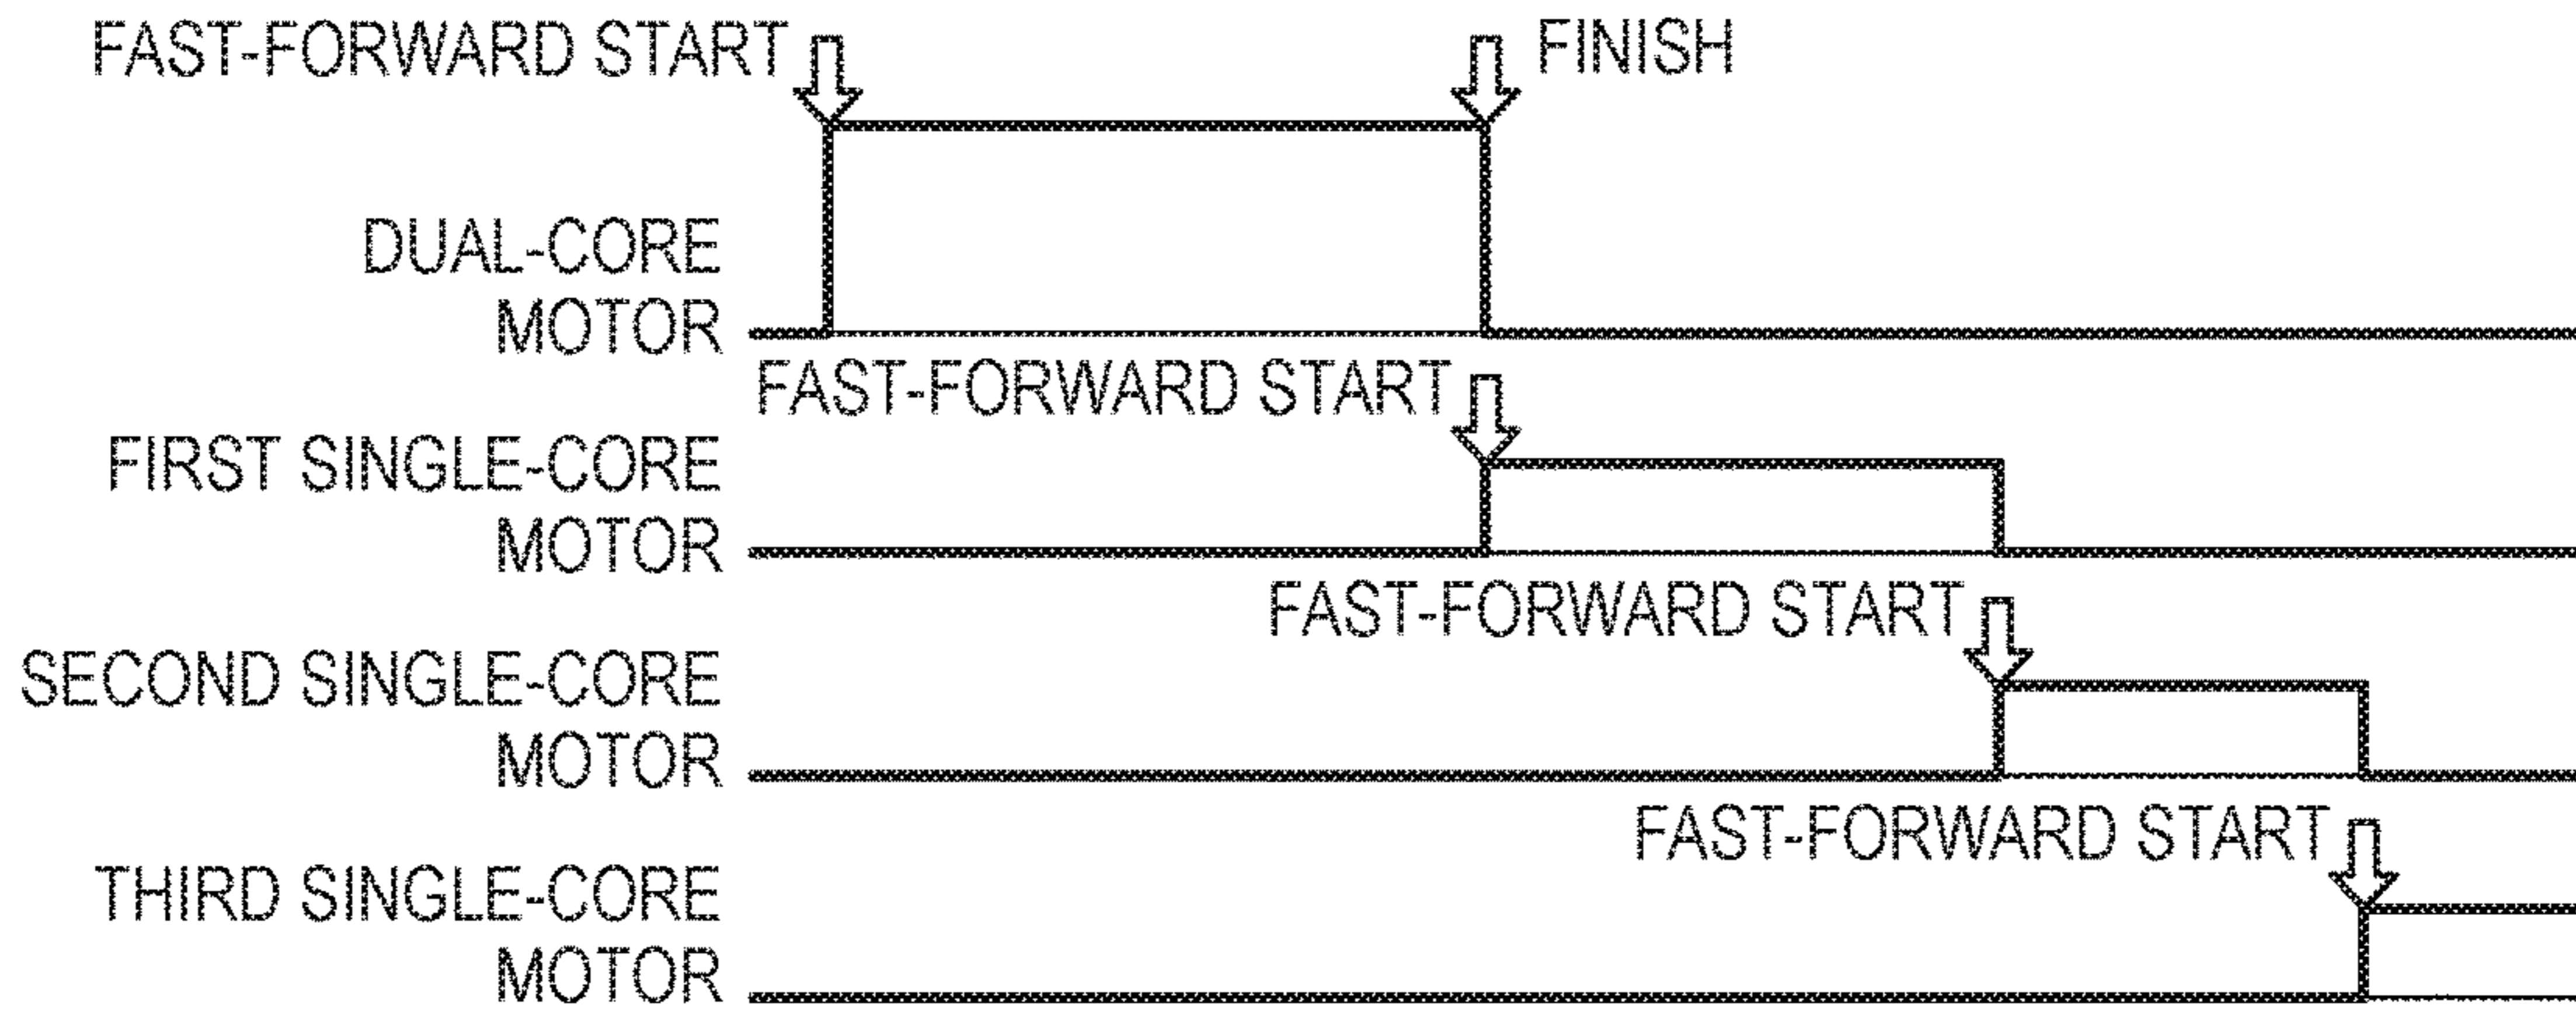 FAST-FORWARD START
FINISH
DUAL-CORE
MOTOR
FAST-FORWARD START
FIRST SINGLE-CORE
MOTOR
FAST-FORWARD START
SECOND SINGLE-CORE
MOTOR
FAST-FORWARD START
THIRD SINGLE-CORE
MOTOR